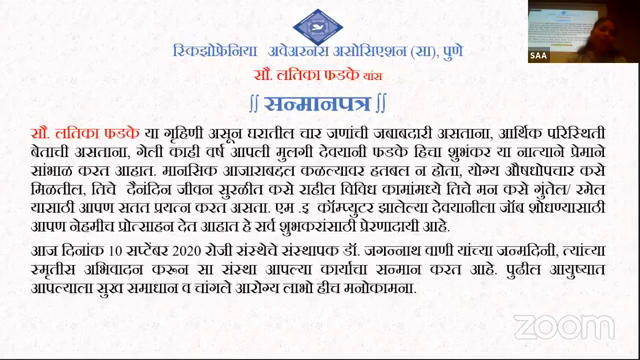 स्किझोफ्रेनिया अवेअरनस असोसिएशन (सा), पुणे
सौ. लतिका फडके यांस
॥ सन्मानपत्र ॥
सौ. लतिका फडके या गृहिणी असून घरातील चार जणांची जबाबदारी असताना, आर्थिक परिस्थिती
बेताची असताना, गेली काही वर्ष आपली मुलगी देवयानी फडके हिचा शुभंकर या नात्याने प्रेमाने
सांभाळ करत आहात. मानसिक आजाराबद्दल कळल्यावर हतबल न होता, योग्य औषधोपचार कसे
मिळतील, तिचे दैनंदिन जीवन सुरळीत कसे राहील विविध कामांमध्ये तिचे मन कसे गुंतेल/ रमेल
यासाठी आपण सतत प्रयत्न करत असता. एम .इ कॉम्प्युटर झालेल्या देवयानीला जॉब शोधण्यासाठी
आपण नेहमीच प्रोत्साहन देत आहात हे सर्व शुभकरांसाठी प्रेरणादायी आहे.
आज दिनांक 10 सप्टेंबर 2020 रोजी संस्थेचे संस्थापक डॉ. जगन्नाथ वाणी यांच्या जन्मदिनी, त्यांच्या
स्मृतीस अभिवादन करून सा संस्था आपल्या कार्याचा सन्मान करत आहे. पुढील आयुष्यात
आपल्याला सुख समाधान व चांगले आरोग्य लाभो हीच मनोकामना.
SAA
zoom